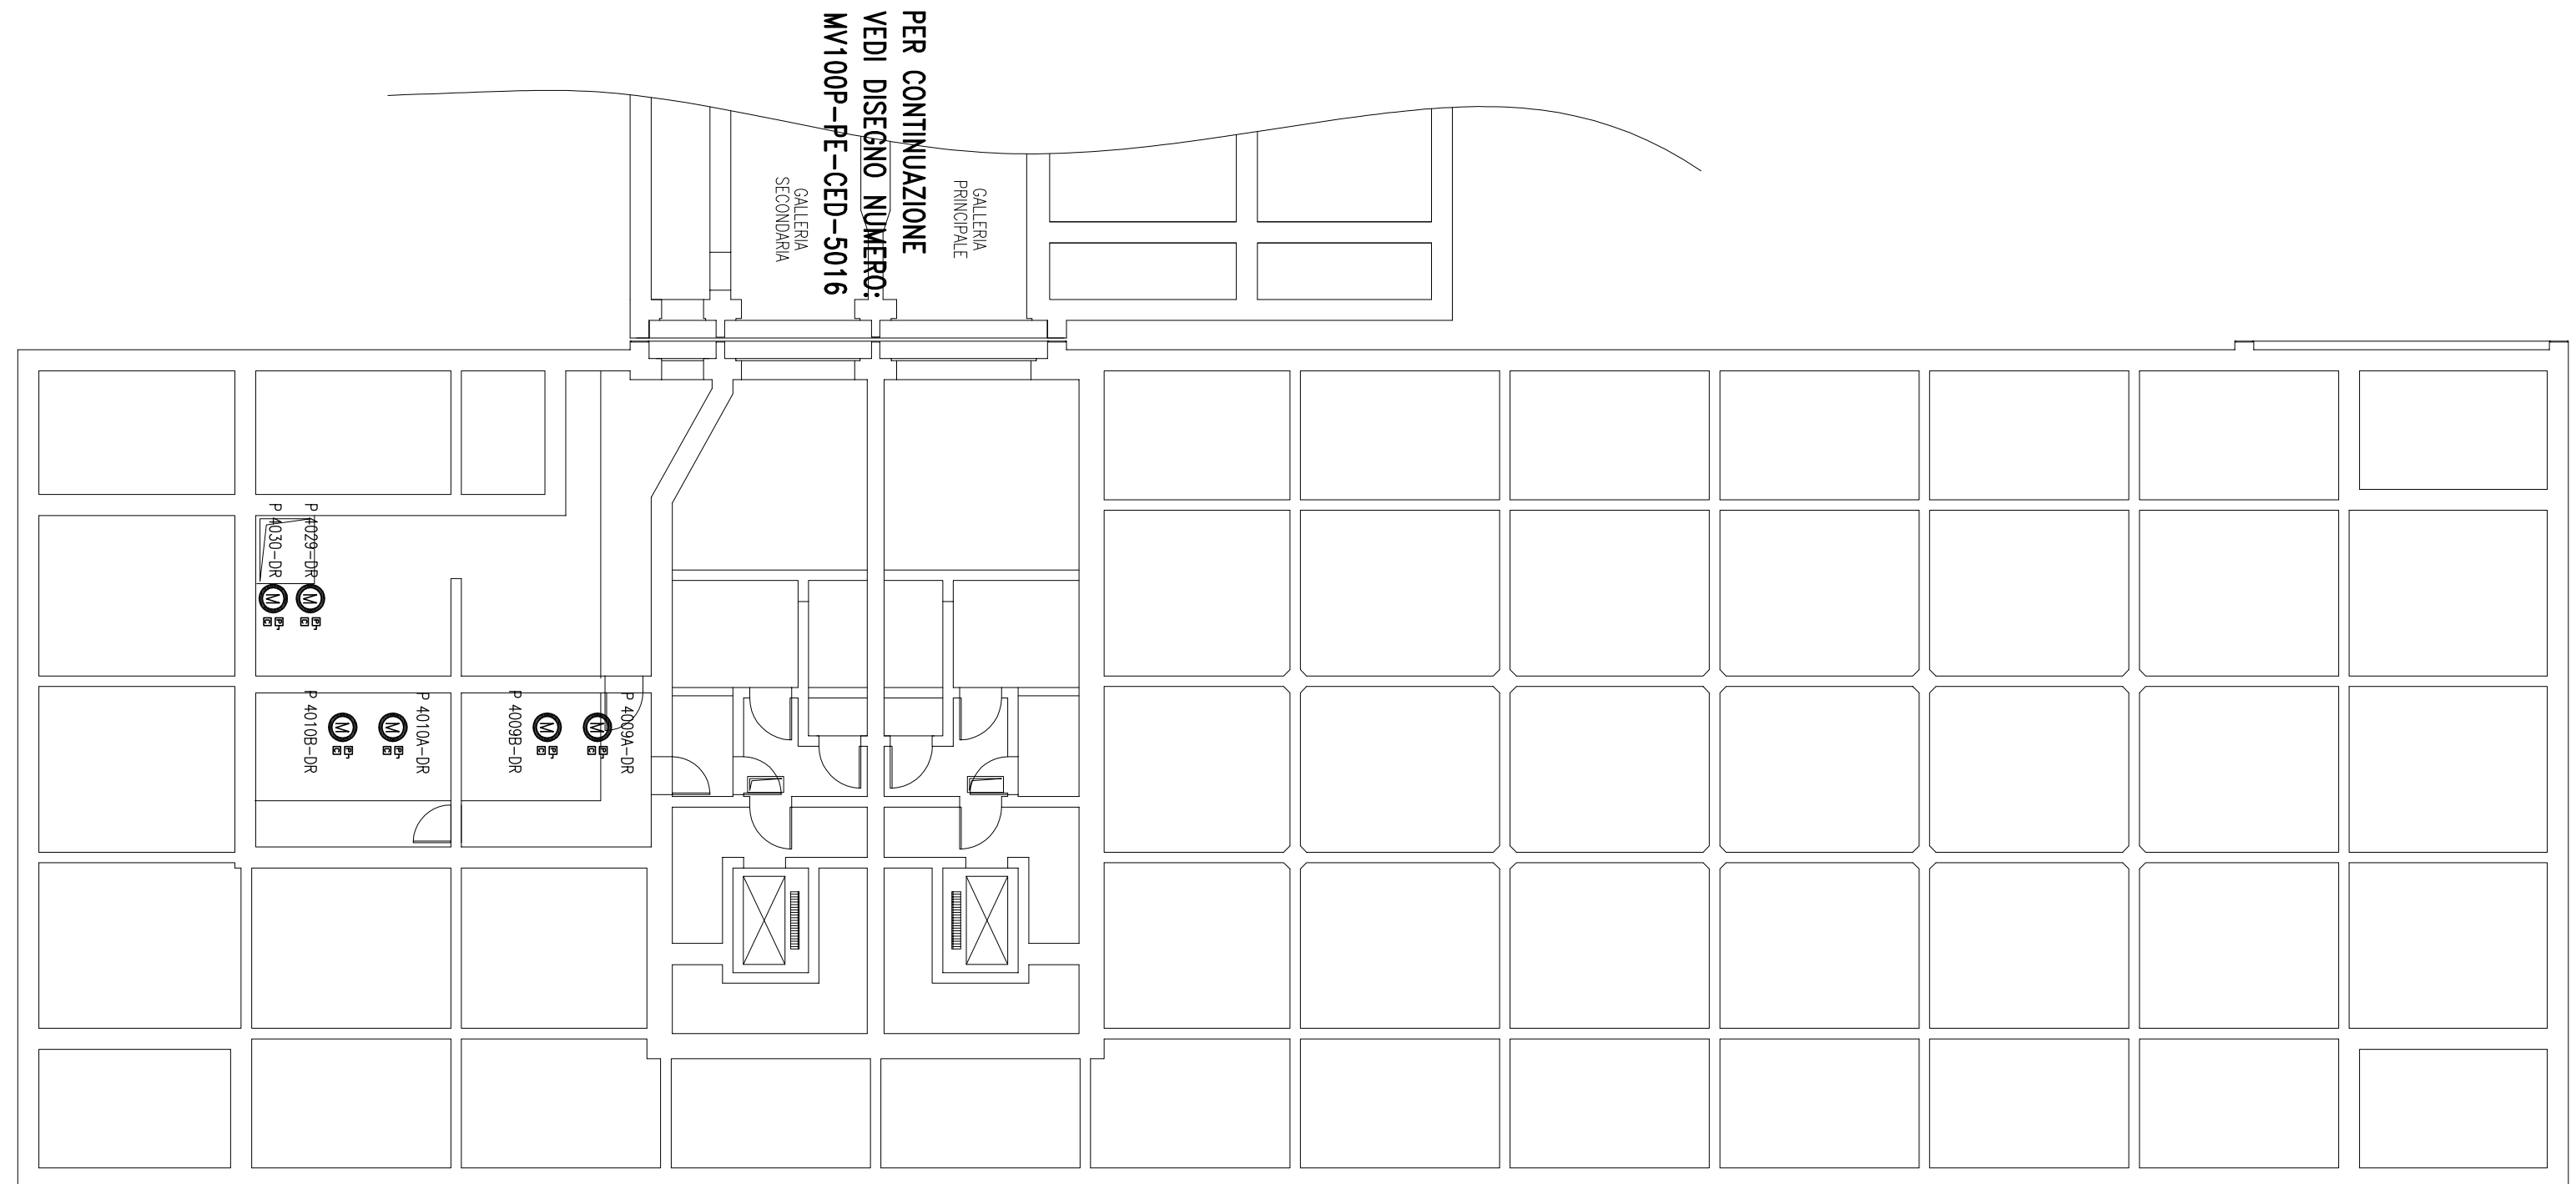 PER CONTINUAZIONE
VEDI DISEGNO NUMERO:
MV100P-PE-CED-5016
GALLERIA
PRINCIPALE
GALLERIA
SECONDARIA
P 4029-DR
P 4030-DR
M
M
C
C
P 4009A-DR
P 4009B-DR
P 4010A-DR
P 4010B-DR
M
M
M
M
C
C
C
C